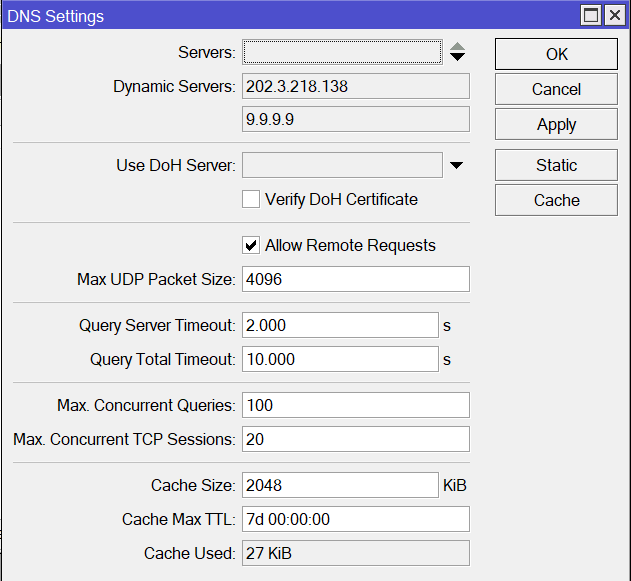 DNS Settings
Servers:
OK
Dynamic Servers: 202.3.218.138
Cancel
9.9.9.9
Apply
Use DoH Server:
Static
Verify DoH Certificate
Cache
Allow Remote Requests
Max UDP Packet Size: 4096
Query Server Timeout: 2.000 s
Query Total Timeout: 10.000 s
Max. Concurrent Queries: 100
Max. Concurrent TCP Sessions: 20
Cache Size: 2048 KiB
Cache Max TTL: 7d 00:00:00
Cache Used: 27 KiB